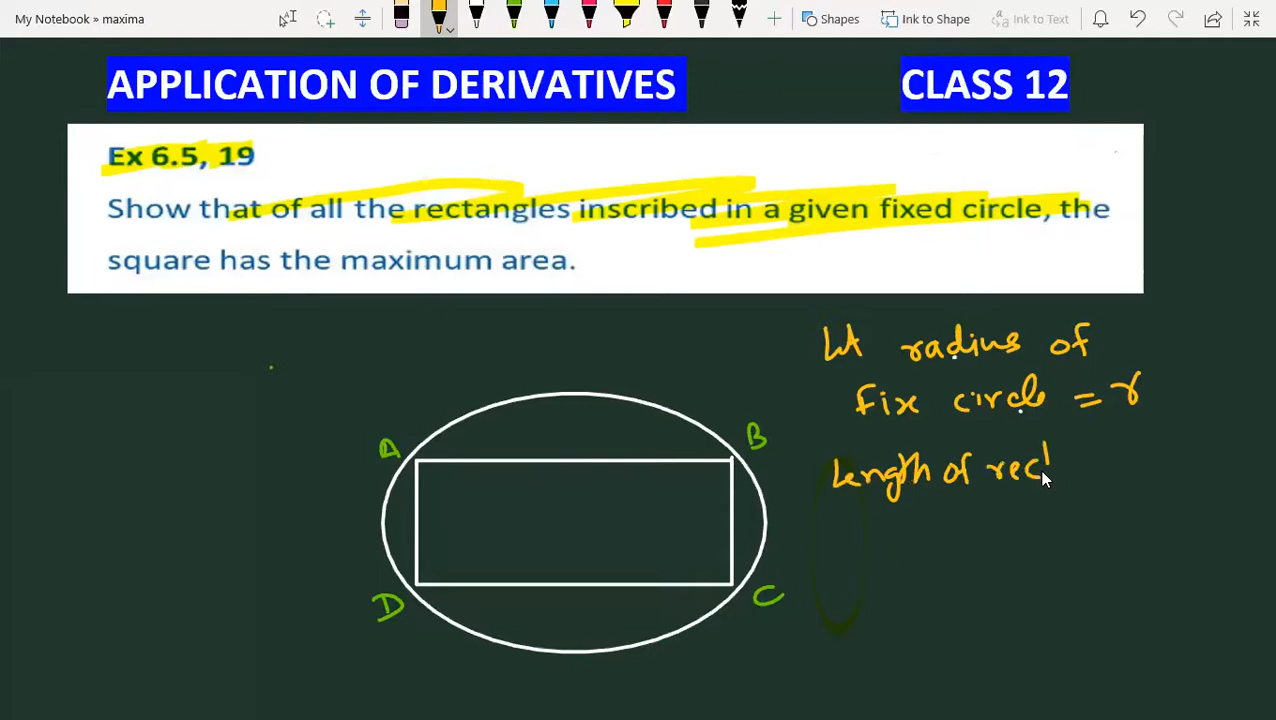 My Notebook » maxima
Shapes
Ink to Shape
Ink to Text
APPLICATION OF DERIVATIVES CLASS 12
Ex 6.5, 19
Show that of all the rectangles inscribed in a given fixed circle, the
square has the maximum area.
Let radius of
fix circle = r
Length of rect
A
B
D
C